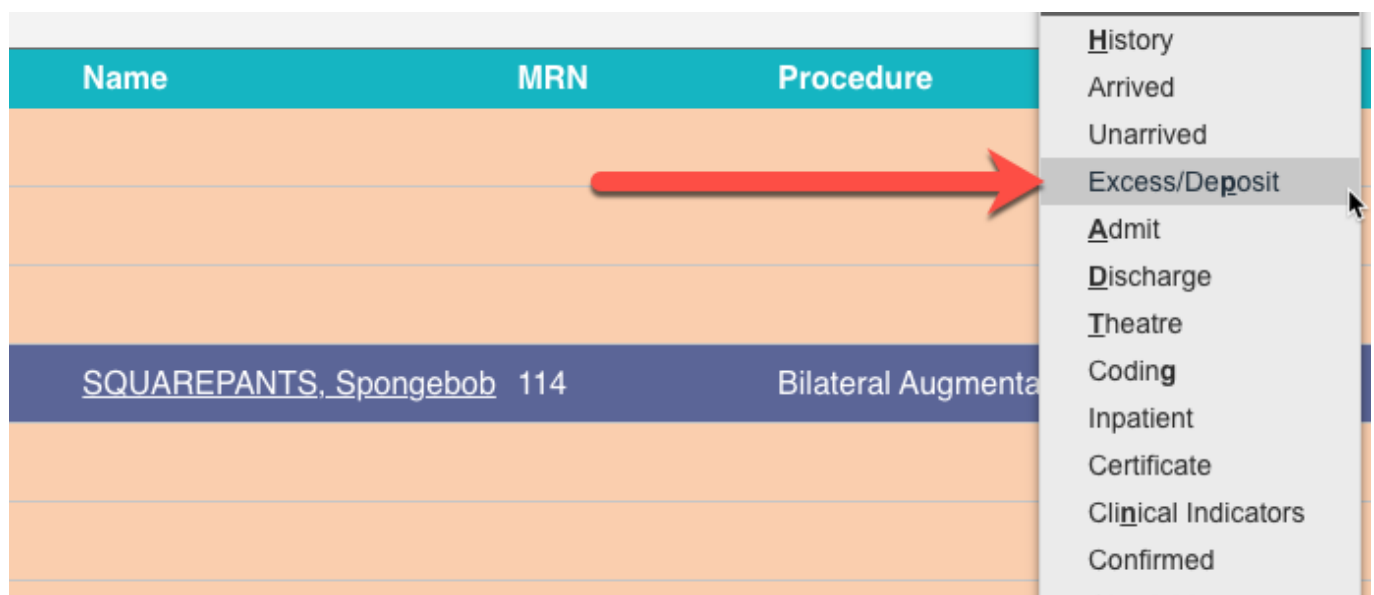 Name MRN Procedure
SQUAREPANTS, Spongebob 114 Bilateral Augmenta
History
Arrived
Unarrived
Excess/Deposit
Admit
Discharge
Theatre
Coding
Inpatient
Certificate
Clinical Indicators
Confirmed